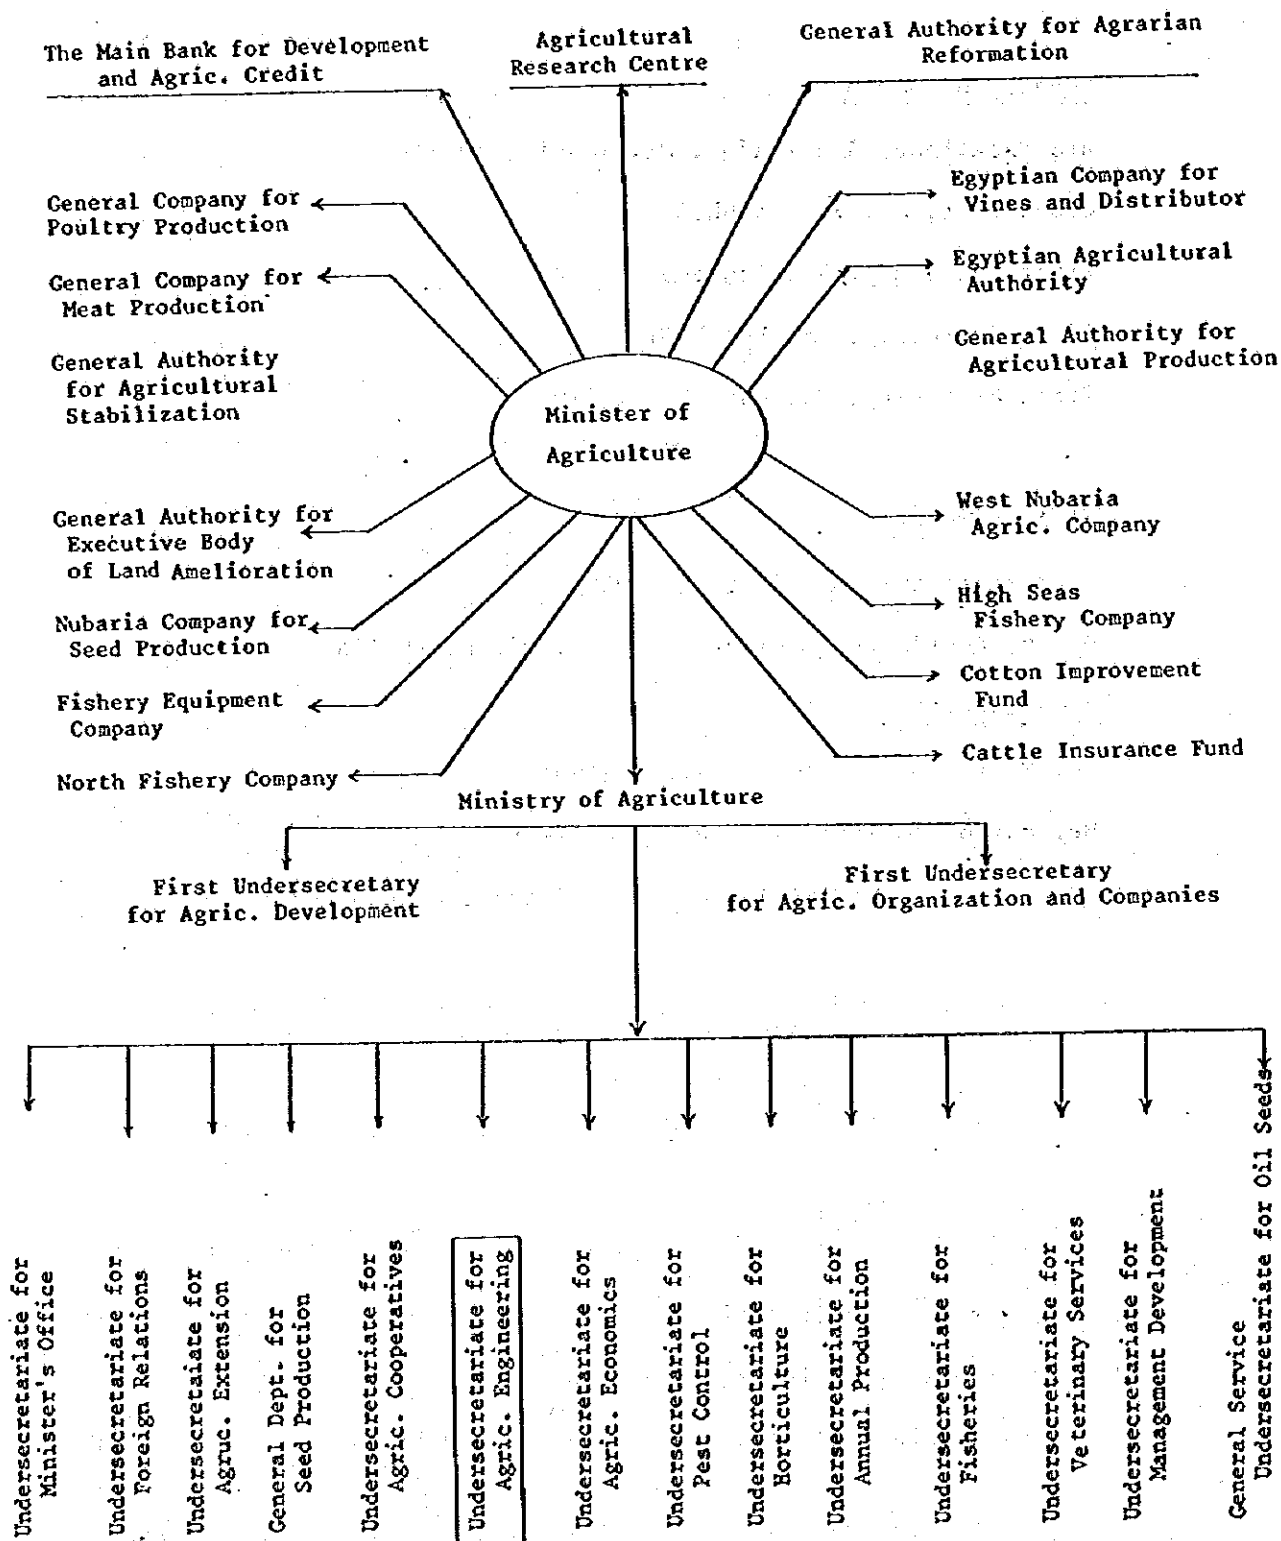 The Main Bank for Development
and Agric. Credit
Agricultural
Research Centre
General Authority for Agrarian
Reformation
General Company for
Poultry Production
General Company for
Meat Production
General Authority
for Agricultural
Stabilization
Egyptian Company for
Vines and Distributor
Egyptian Agricultural
Authority
General Authority for
Agricultural Production
Minister of
Agriculture
General Authority for
Executive Body
of Land Amelioration
Nubaria Company for
Seed Production
Fishery Equipment
Company
North Fishery Company
West Nubaria
Agric. Company
High Seas
Fishery Company
Cotton Improvement
Fund
Cattle Insurance Fund
Ministry of Agriculture
First Undersecretary
for Agric. Development
First Undersecretary
for Agric. Organization and Companies
Undersecretariate for
Minister's Office
Undersecretariate for
Foreign Relations
Undersecretaiate for
Agruc. Extension
General Dept. for
Seed Production
Undersecretariate for
Agric. Cooperatives
Undersecretariate for
Agric. Engineering
Undersecretariate for
Agric. Economics
Undersecretariate for
Pest Control
Undersecretariate for
Horticulture
Undersecretariate for
Annual Production
Undersecretariate for
Fisheries
Undersecretariate for
Veterinary Services
Undersecretariate for
Management Development
General Service
Undersecretariate for Oil Seeds